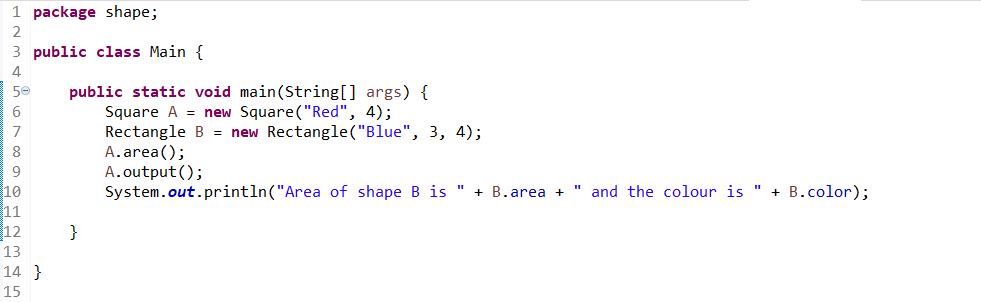 1 package shape;
2
3 public class Main {
4
5 public static void main(String[] args) {
6 Square A = new Square("Red", 4);
7 Rectangle B = new Rectangle("Blue", 3, 4);
8 A.area();
9 A.output();
10 System.out.println("Area of shape B is " + B.area + " and the colour is " + B.color);
11
12 }
13
14 }
15